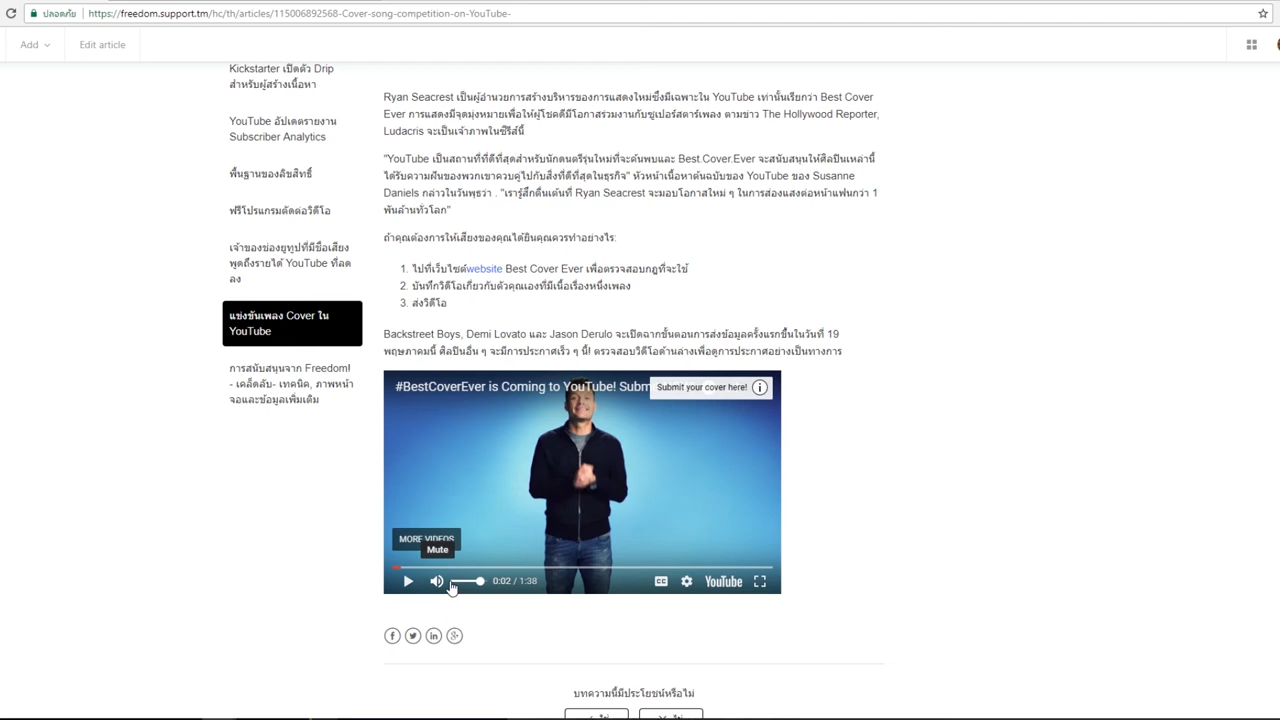 ปลอดภัย https://freedom.support.tm/hc/th/articles/115006892568-Cover-song-competition-on-YouTube-
Add Edit article
Kickstarter เปิดตัว Drip
สำหรับผู้สร้างเนื้อหา
YouTube อัปเดตรายงาน
Subscriber Analytics
พื้นฐานของลิขสิทธิ์
ฟรีโปรแกรมตัดต่อวิดีโอ
เจ้าของช่องยูทูปที่มีชื่อเสียง
พูดถึงรายได้ YouTube ที่ลด
ลง
แข่งขันเพลง Cover ใน
YouTube
การสนับสนุนจาก Freedom!
- เคล็ดลับ- เทคนิค, ภาพหน้า
จอและข้อมูลเพิ่มเติม
Ryan Seacrest เป็นผู้อำนวยการสร้างบริหารของการแสดงใหม่ซึ่งมีเฉพาะใน YouTube เท่านั้นเรียกว่า Best Cover
Ever การแสดงมีจุดมุ่งหมายเพื่อให้ผู้โชคดีมีโอกาสร่วมงานกับซูเปอร์สตาร์เพลง ตามข่าว The Hollywood Reporter,
Ludacris จะเป็นเจ้าภาพในซีรีส์นี้
"YouTube เป็นสถานที่ที่ดีที่สุดสำหรับนักดนตรีรุ่นใหม่ที่จะค้นพบและ Best.Cover.Ever จะสนับสนุนให้ศิลปินเหล่านี้
ได้รับความฝันของพวกเขาควบคู่ไปกับสิ่งที่ดีที่สุดในธุรกิจ" หัวหน้าเนื้อหาต้นฉบับของ YouTube ของ Susanne
Daniels กล่าวในวันพุธว่า . "เรารู้สึกตื่นเต้นที่ Ryan Seacrest จะมอบโอกาสใหม่ ๆ ในการส่องแสงต่อหน้าแฟนกว่า 1
พันล้านทั่วโลก"
ถ้าคุณต้องการให้เสียงของคุณได้ยินคุณควรทำอย่างไร:
1. ไปที่เว็บไซต์website Best Cover Ever เพื่อตรวจสอบกฎที่จะใช้
2. บันทึกวิดีโอเกี่ยวกับตัวคุณเองที่มีเนื้อเรื่องหนึ่งเพลง
3. ส่งวิดีโอ
Backstreet Boys, Demi Lovato และ Jason Derulo จะเปิดฉากขั้นตอนการส่งข้อมูลครั้งแรกขึ้นในวันที่ 19
พฤษภาคมนี้ ศิลปินอื่น ๆ จะมีการประกาศเร็ว ๆ นี้! ตรวจสอบวิดีโอด้านล่างเพื่อดูการประกาศอย่างเป็นทางการ
#BestCoverEver is Coming to YouTube! Subm Submit your cover here!
MORE VIDEOS
Mute
0:02 / 1:38 CC YouTube
บทความนี้มีประโยชน์หรือไม่